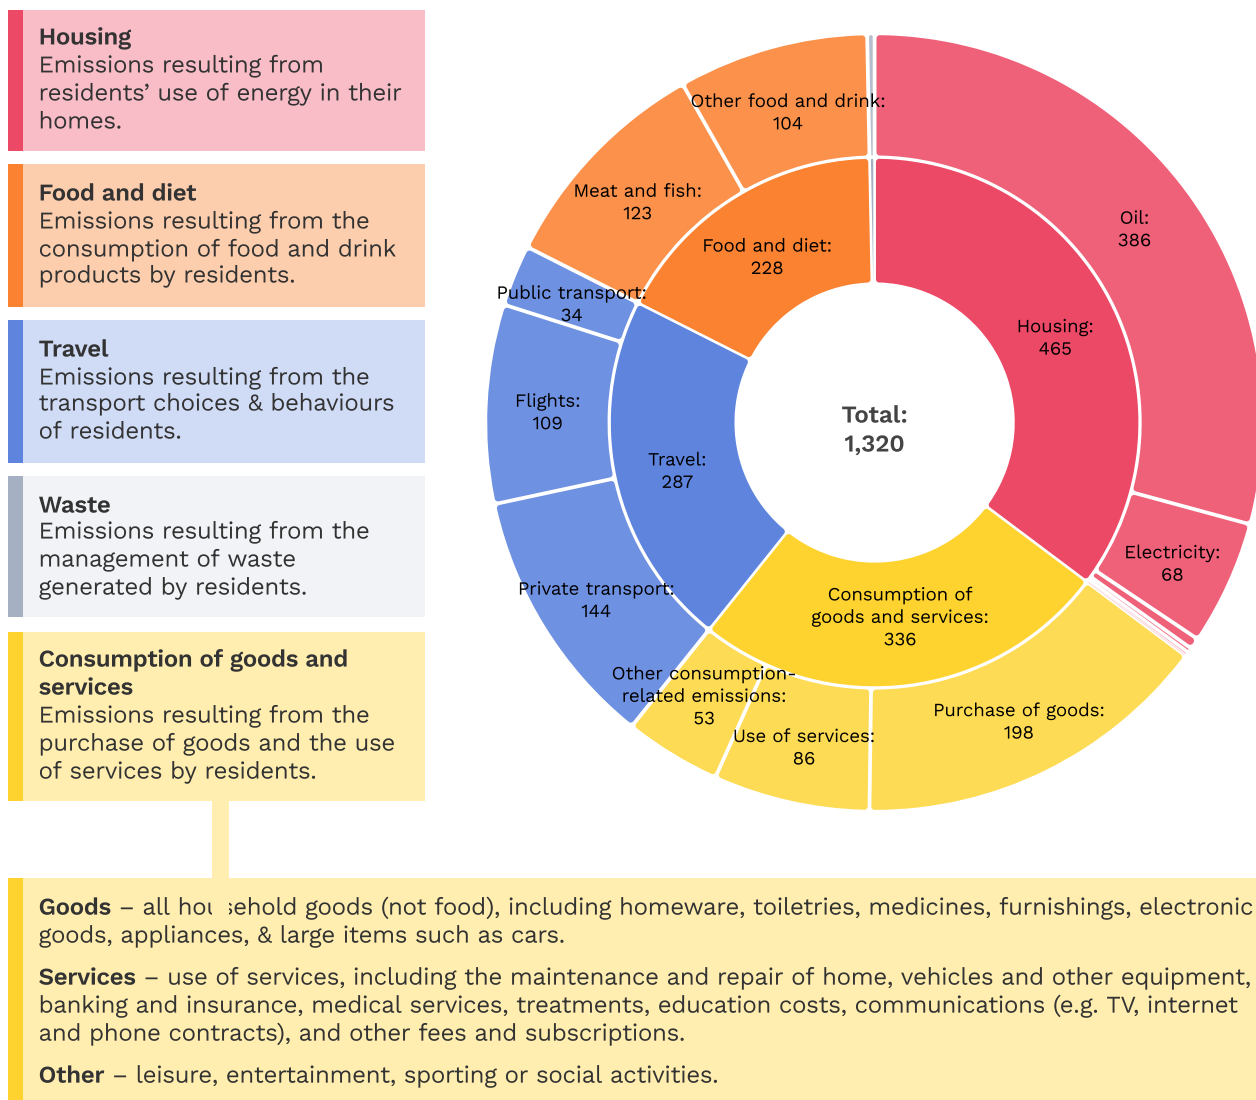 Housing
Emissions resulting from
residents’ use of energy in their
homes.
Food and diet
Emissions resulting from the
consumption of food and drink
products by residents.
Travel
Emissions resulting from the
transport choices & behaviours
of residents.
Waste
Emissions resulting from the
management of waste
generated by residents.
Consumption of goods and
services
Emissions resulting from the
purchase of goods and the use
of services by residents.
Other food and drink:
104
Meat and fish:
123
Food and diet:
228
Public transport:
34
Flights:
109
Travel:
287
Private transport:
144
Oil:
386
Housing:
465
Total:
1,320
Electricity:
68
Consumption of
goods and services:
336
Other consumption-
related emissions:
53
Use of services:
86
Purchase of goods:
198
Goods – all household goods (not food), including homeware, toiletries, medicines, furnishings, electronic
goods, appliances, & large items such as cars.
Services – use of services, including the maintenance and repair of home, vehicles and other equipment,
banking and insurance, medical services, treatments, education costs, communications (e.g. TV, internet
and phone contracts), and other fees and subscriptions.
Other – leisure, entertainment, sporting or social activities.